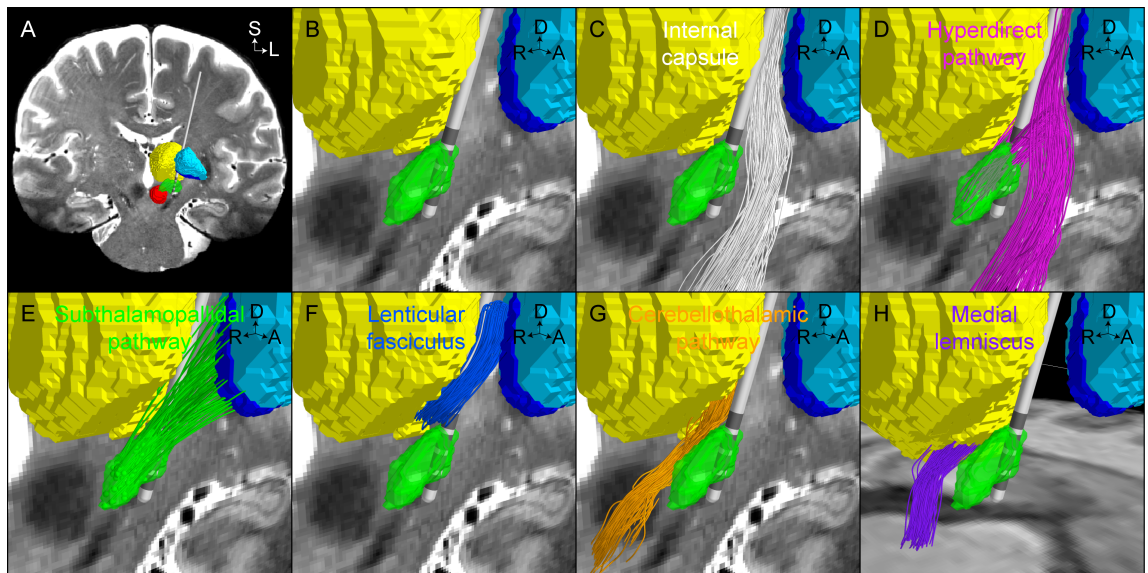 A
S
L
B
D
R A
C
Internal
capsule
D
R A
D
Hyperdirect
pathway
D
R A
E
Subthalamopallidal
pathway
D
R A
F
Lenticular
fasciculus
D
R A
G
Cerebellothalamic
pathway
D
R A
H
Medial
lemniscus
D
R A